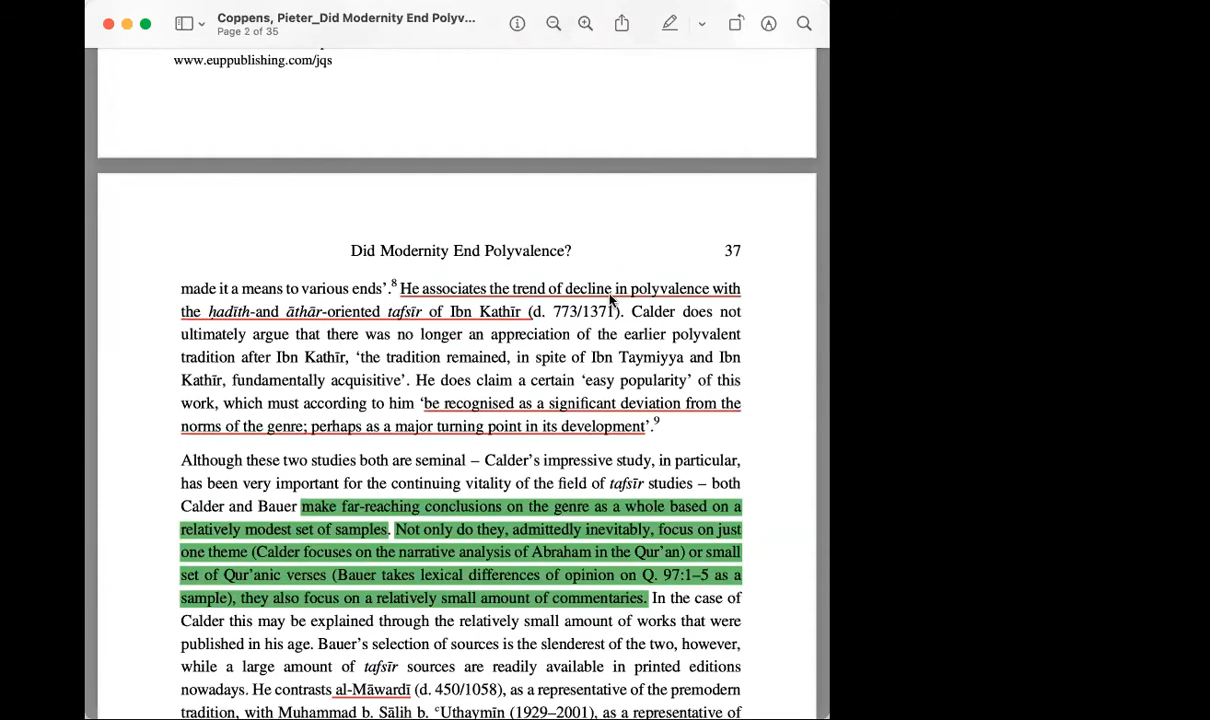 Coppens, Pieter_Did Modernity End Polyv...
Page 2 of 35
www.euppublishing.com/jqs
Did Modernity End Polyvalence? 37
made it a means to various ends’.8 He associates the trend of decline in polyvalence with
the ḥadīth-and āthār-oriented tafsīr of Ibn Kathīr (d. 773/1371). Calder does not
ultimately argue that there was no longer an appreciation of the earlier polyvalent
tradition after Ibn Kathīr, ‘the tradition remained, in spite of Ibn Taymiyya and Ibn
Kathīr, fundamentally acquisitive’. He does claim a certain ‘easy popularity’ of this
work, which must according to him ‘be recognised as a significant deviation from the
norms of the genre; perhaps as a major turning point in its development’.9
Although these two studies both are seminal – Calder’s impressive study, in particular,
has been very important for the continuing vitality of the field of tafsīr studies – both
Calder and Bauer make far-reaching conclusions on the genre as a whole based on a
relatively modest set of samples. Not only do they, admittedly inevitably, focus on just
one theme (Calder focuses on the narrative analysis of Abraham in the Qur’an) or small
set of Qur’anic verses (Bauer takes lexical differences of opinion on Q. 97:1–5 as a
sample), they also focus on a relatively small amount of commentaries. In the case of
Calder this may be explained through the relatively small amount of works that were
published in his age. Bauer’s selection of sources is the slenderest of the two, however,
while a large amount of tafsīr sources are readily available in printed editions
nowadays. He contrasts al-Māwardī (d. 450/1058), as a representative of the premodern
tradition, with Muhammad b. Ṣāliḥ b. ʿUthaymīn (1929–2001), as a representative of